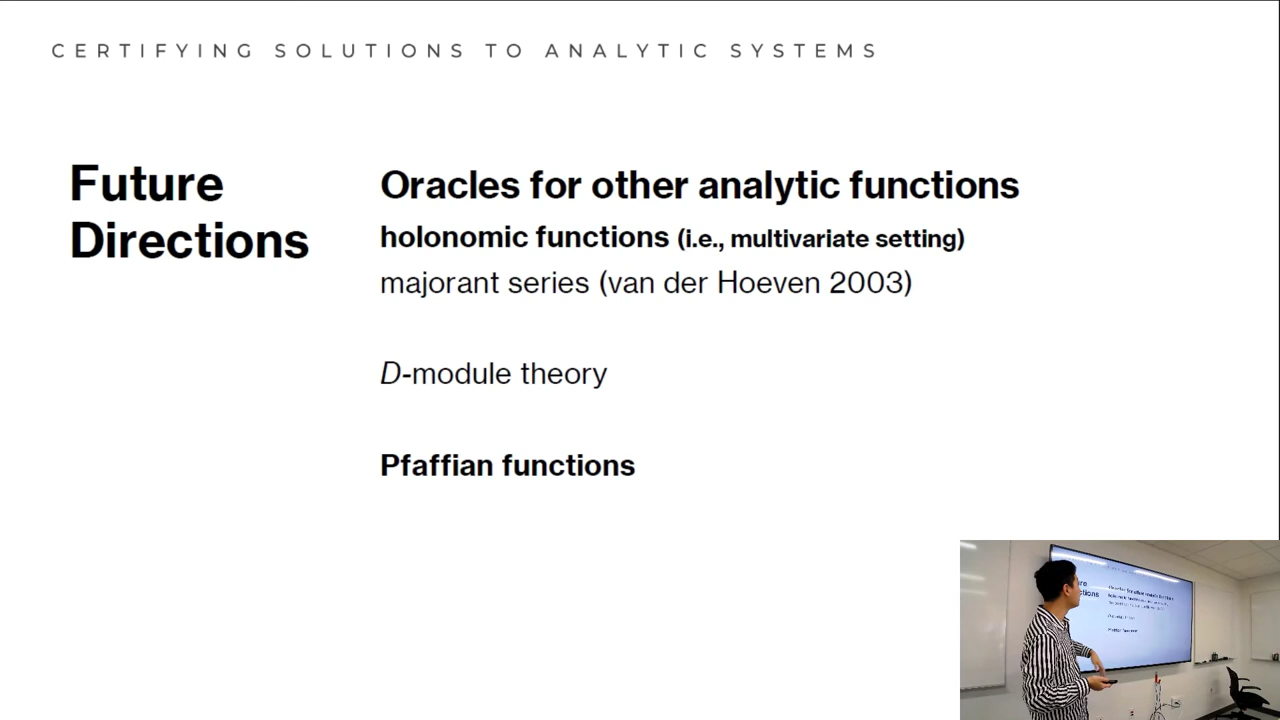 CERTIFYING SOLUTIONS TO ANALYTIC SYSTEMS
Future
Directions
Oracles for other analytic functions
holonomic functions (i.e., multivariate setting)
majorant series (van der Hoeven 2003)
D-module theory
Pfaffian functions